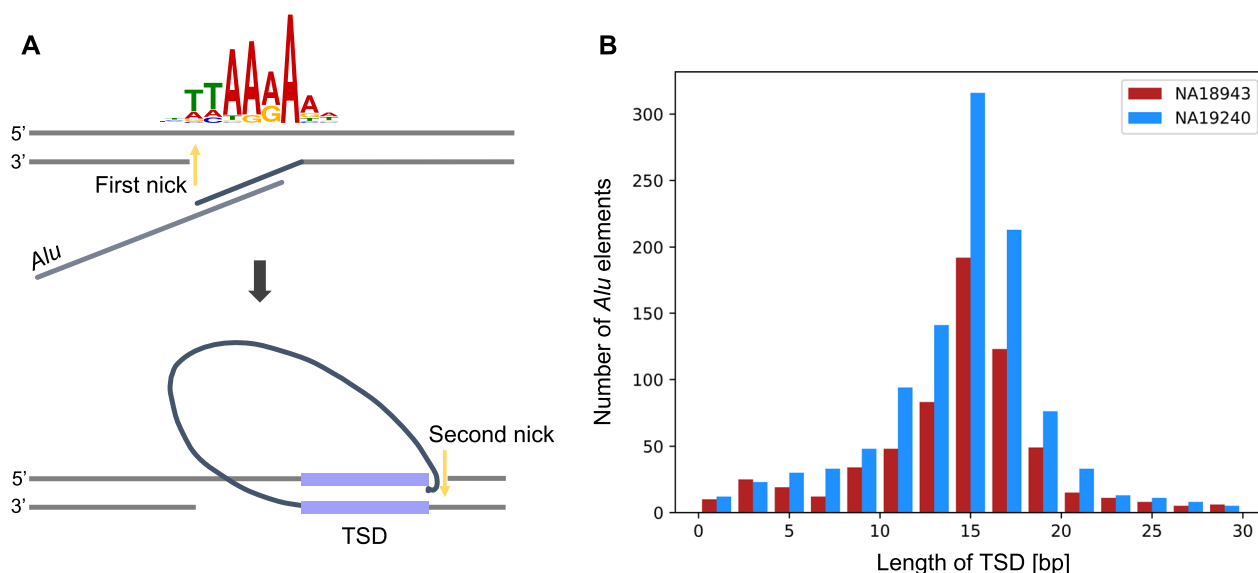 A
TTAAAAA
5’
3’
First nick
Alu
Second nick
5’
3’
TSD
B
NA18943
NA19240
Number of Alu elements
300
250
200
150
100
50
0
0 5 10 15 20 25 30
Length of TSD [bp]